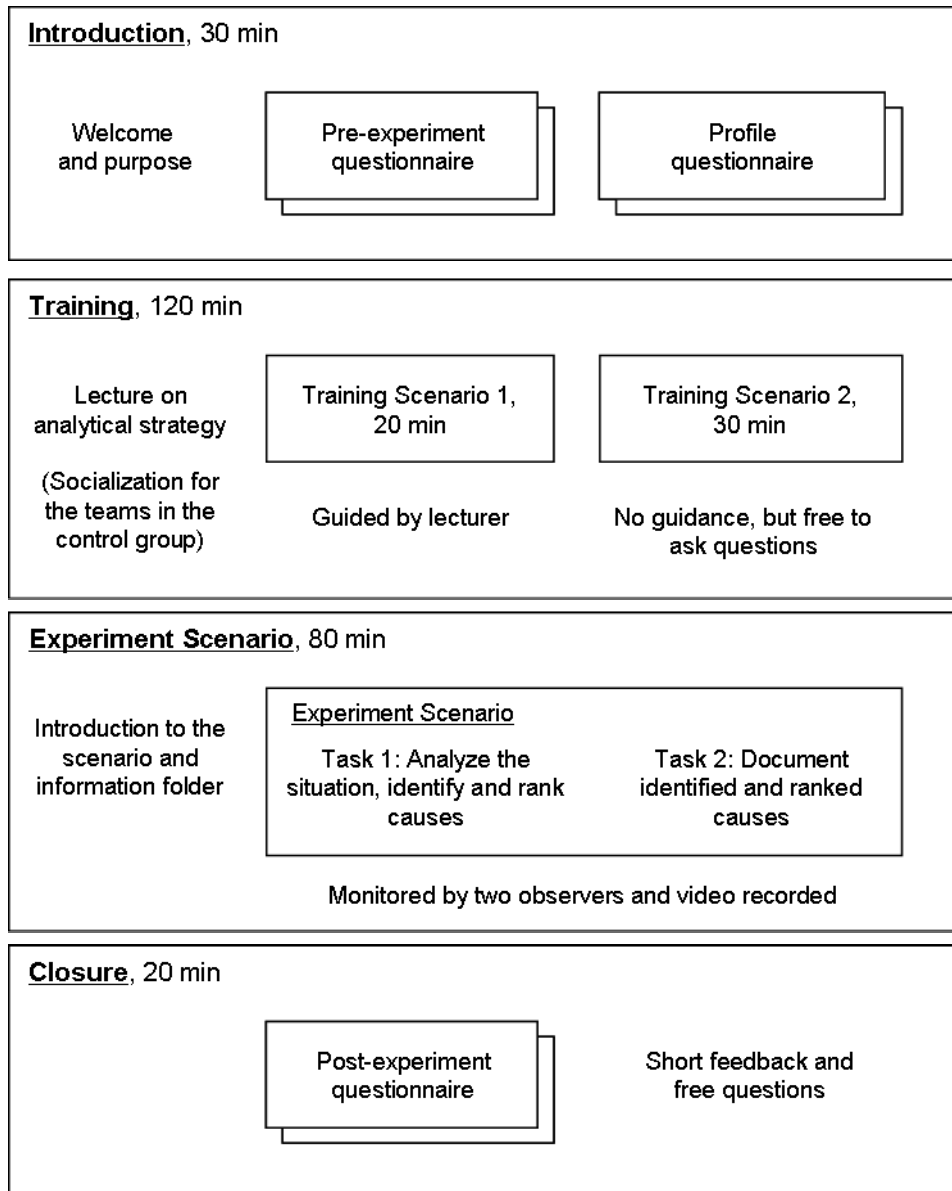 Introduction, 30 min
Welcome
and purpose
Pre-experiment
questionnaire
Profile
questionnaire
Training, 120 min
Lecture on
analytical strategy
(Socialization for
the teams in the
control group)
Training Scenario 1,
20 min
Guided by lecturer
Training Scenario 2,
30 min
No guidance, but free to
ask questions
Experiment Scenario, 80 min
Introduction to the
scenario and
information folder
Experiment Scenario
Task 1: Analyze the
situation, identify and rank
causes
Task 2: Document
identified and ranked
causes
Monitored by two observers and video recorded
Closure, 20 min
Post-experiment
questionnaire
Short feedback and
free questions